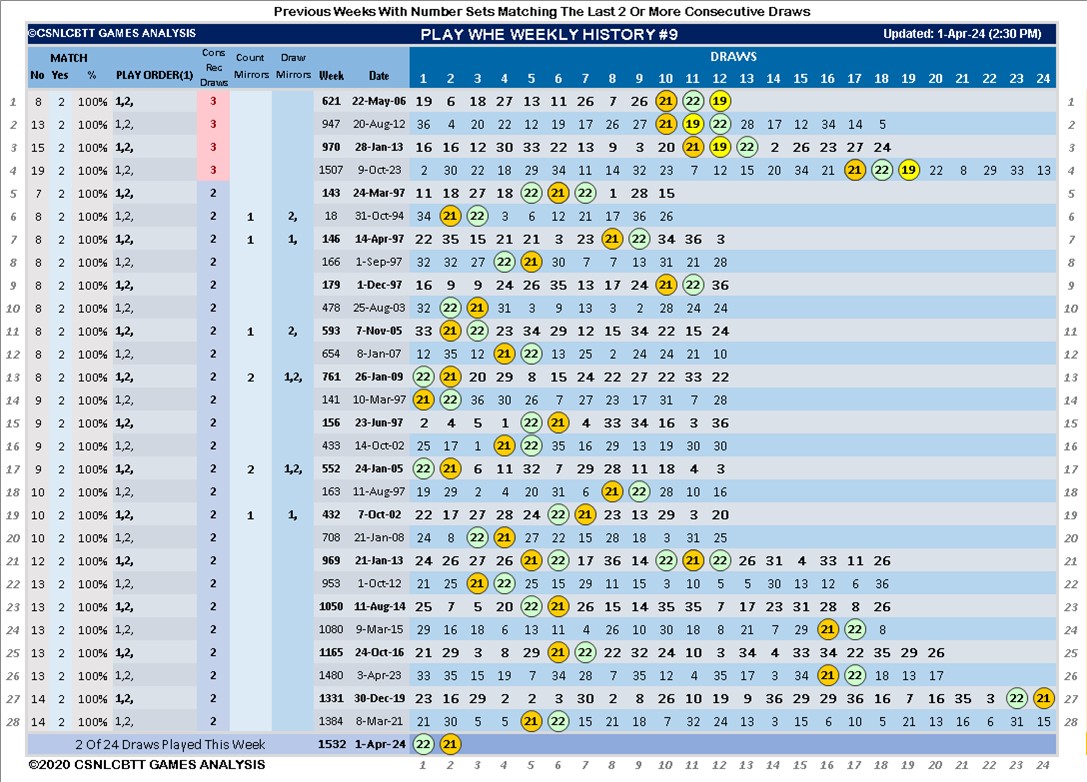 Previous Weeks With Number Sets Matching The Last 2 Or More Consecutive Draws
©CSNLCBTT GAMES ANALYSIS PLAY WHE WEEKLY HISTORY #9 Updated: 1-Apr-24 (2:30 PM)
MATCH Cons Rec Draws Count Mirrors Draw Mirrors DRAWS
No Yes % PLAY ORDER(1) Week Date 1 2 3 4 5 6 7 8 9 10 11 12 13 14 15 16 17 18 19 20 21 22 23 24
1 8 2 100% 1,2, 3 621 22-May-06 19 6 18 27 13 11 26 7 26 21 22 19 1
2 13 2 100% 1,2, 3 947 20-Aug-12 36 4 20 22 12 19 17 26 27 21 19 22 28 17 12 34 14 5 2
3 15 2 100% 1,2, 3 970 28-Jan-13 16 16 12 30 33 22 13 9 3 20 21 19 22 2 26 23 27 24 3
4 19 2 100% 1,2, 3 1507 9-Oct-23 2 30 22 18 29 34 11 14 32 23 7 12 15 20 34 21 21 22 19 22 8 29 33 13 4
5 7 2 100% 1,2, 2 143 24-Mar-97 11 18 27 18 22 21 22 1 28 15 5
6 8 2 100% 1,2, 2 1 2, 18 31-Oct-94 34 21 22 3 6 12 21 17 36 26 6
7 8 2 100% 1,2, 2 1 1, 146 14-Apr-97 22 35 15 21 21 3 23 21 22 34 36 3 7
8 8 2 100% 1,2, 2 166 1-Sep-97 32 32 27 22 21 30 7 7 13 31 21 28 8
9 8 2 100% 1,2, 2 179 1-Dec-97 16 9 9 24 26 35 13 17 24 21 22 36 9
10 8 2 100% 1,2, 2 478 25-Aug-03 32 22 21 31 3 9 13 2 28 24 24 10
11 8 2 100% 1,2, 2 1 2, 593 7-Nov-05 33 21 22 23 34 29 12 15 34 22 15 24 11
12 8 2 100% 1,2, 2 654 8-Jan-07 12 35 12 21 22 13 25 2 24 24 21 10 12
13 8 2 100% 1,2, 2 2 1,2, 761 26-Jan-09 22 21 20 29 8 15 24 22 27 22 33 22 13
14 9 2 100% 1,2, 2 141 10-Mar-97 21 22 36 30 26 7 27 23 17 31 7 28 14
15 9 2 100% 1,2, 2 156 23-Jun-97 2 4 5 1 22 21 4 33 34 16 3 36 15
16 9 2 100% 1,2, 2 433 14-Oct-02 25 17 1 21 22 35 16 29 13 19 30 30 16
17 9 2 100% 1,2, 2 2 1,2, 552 24-Jan-05 22 21 6 11 32 7 29 28 11 18 4 3 17
18 10 2 100% 1,2, 2 163 11-Aug-97 19 29 2 4 20 31 6 21 22 28 10 16 18
19 10 2 100% 1,2, 2 1 1, 432 7-Oct-02 22 17 27 28 24 22 21 23 13 29 3 20 19
20 10 2 100% 1,2, 2 708 21-Jan-08 24 8 22 21 27 22 15 28 18 3 31 25 20
21 12 2 100% 1,2, 2 969 21-Jan-13 24 26 27 26 21 22 17 36 14 22 21 22 26 31 4 33 11 26 21
22 13 2 100% 1,2, 2 953 1-Oct-12 21 25 21 22 25 15 29 11 15 3 10 5 5 30 13 12 6 36 22
23 13 2 100% 1,2, 2 1050 11-Aug-14 25 7 5 20 22 21 26 15 14 35 35 7 17 23 31 28 8 26 23
24 13 2 100% 1,2, 2 1080 9-Mar-15 29 16 18 6 13 11 4 26 10 30 18 8 21 7 29 21 22 8 24
25 13 2 100% 1,2, 2 1165 24-Oct-16 21 29 3 8 29 21 22 22 32 24 10 3 34 4 33 34 22 35 29 26 25
26 13 2 100% 1,2, 2 1480 3-Apr-23 33 35 15 19 7 34 28 7 35 12 4 35 17 3 34 21 22 18 13 17 26
27 14 2 100% 1,2, 2 1331 30-Dec-19 23 16 29 2 2 3 30 2 8 26 10 19 9 36 29 29 36 16 7 16 35 3 22 21 27
28 14 2 100% 1,2, 2 1384 8-Mar-21 21 30 5 5 21 22 15 21 18 7 32 24 13 3 15 6 10 5 21 13 16 6 31 15 28
2 Of 24 Draws Played This Week 1532 1-Apr-24 22 21
©2020 CSNLCBTT GAMES ANALYSIS 1 2 3 4 5 6 7 8 9 10 11 12 13 14 15 16 17 18 19 20 21 22 23 24